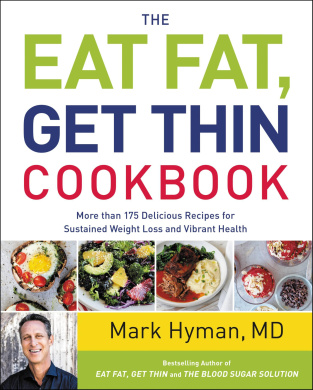 THE
EAT FAT,
GET THIN
COOKBOOK
More than 175 Delicious Recipes for
Sustained Weight Loss and Vibrant Health
Mark Hyman, MD
Bestselling Author of
EAT FAT, GET THIN and THE BLOOD SUGAR SOLUTION